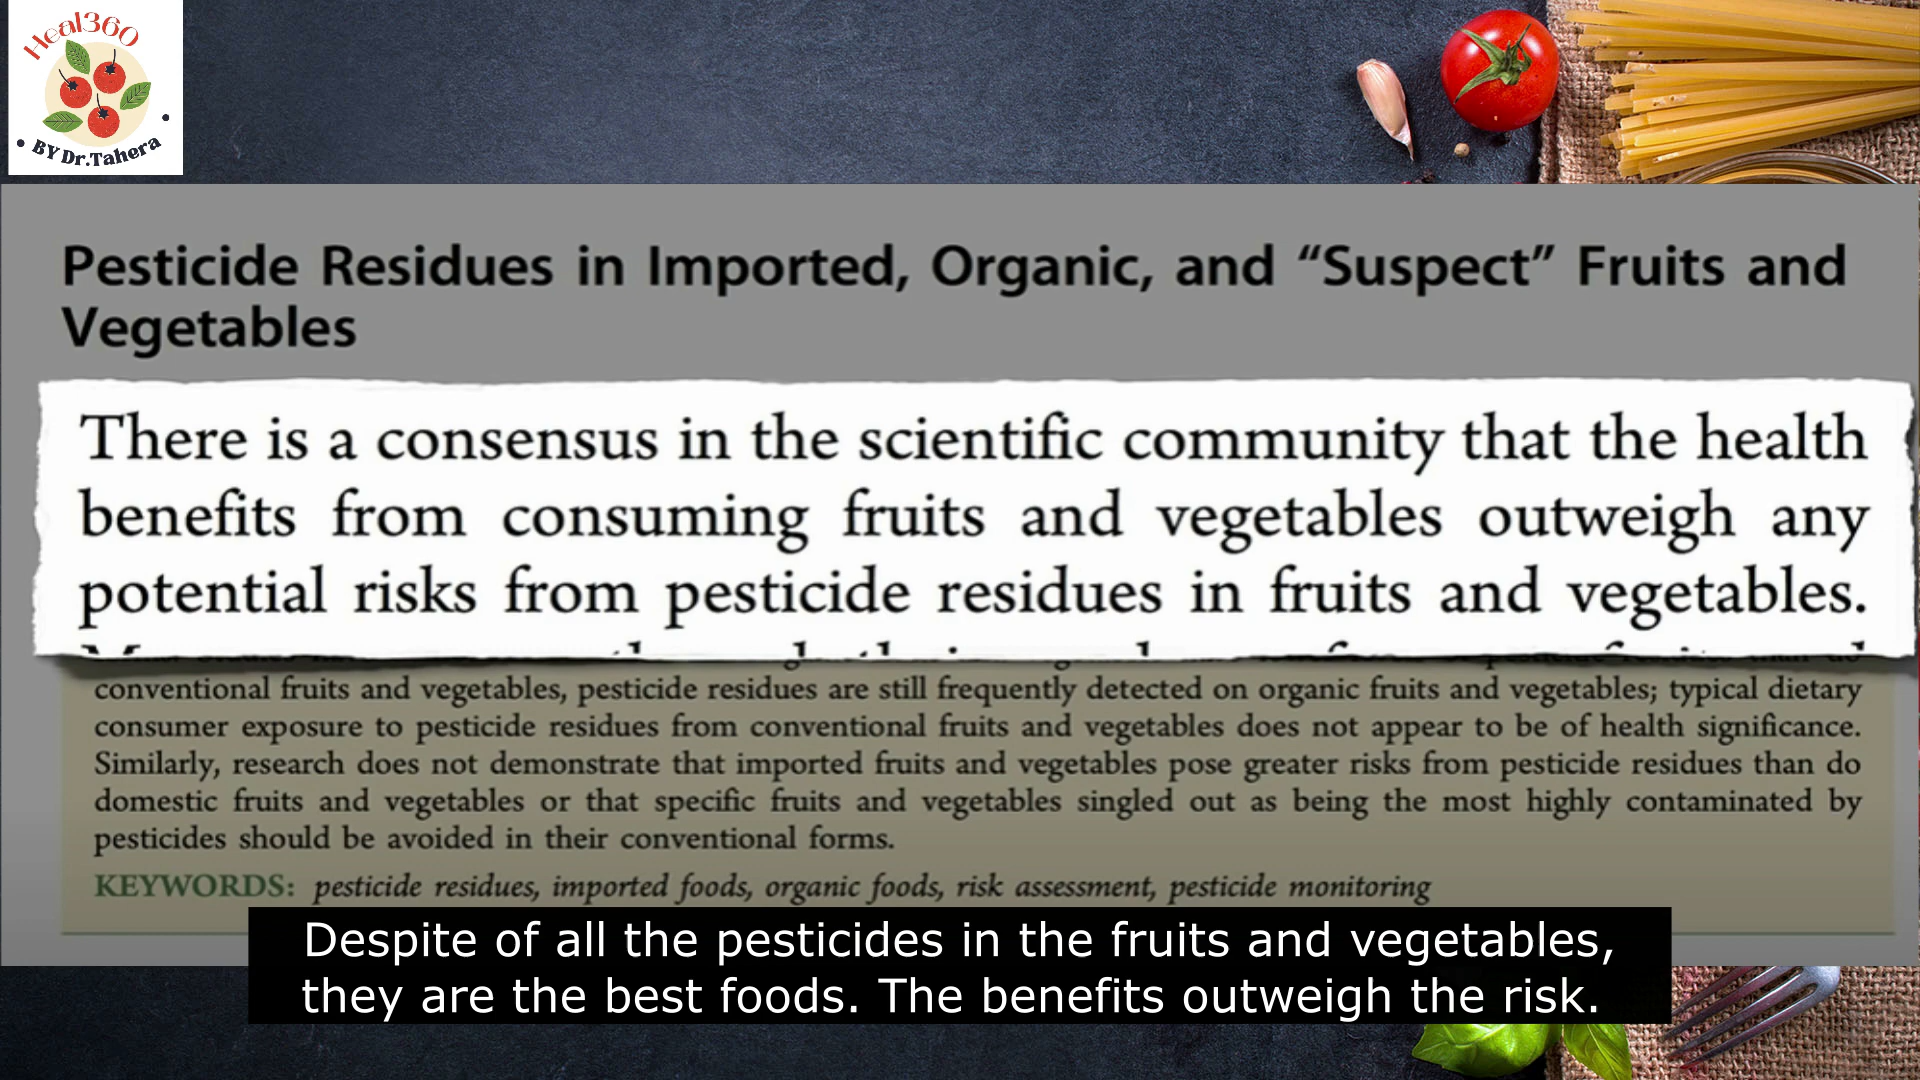 Heal360
BY Dr.Tahera
Pesticide Residues in Imported, Organic, and “Suspect” Fruits and
Vegetables
There is a consensus in the scientific community that the health
benefits from consuming fruits and vegetables outweigh any
potential risks from pesticide residues in fruits and vegetables.
conventional fruits and vegetables, pesticide residues are still frequently detected on organic fruits and vegetables; typical dietary
consumer exposure to pesticide residues from conventional fruits and vegetables does not appear to be of health significance.
Similarly, research does not demonstrate that imported fruits and vegetables pose greater risks from pesticide residues than do
domestic fruits and vegetables or that specific fruits and vegetables singled out as being the most highly contaminated by
pesticides should be avoided in their conventional forms.
KEYWORDS: pesticide residues, imported foods, organic foods, risk assessment, pesticide monitoring
Despite of all the pesticides in the fruits and vegetables,
they are the best foods. The benefits outweigh the risk.